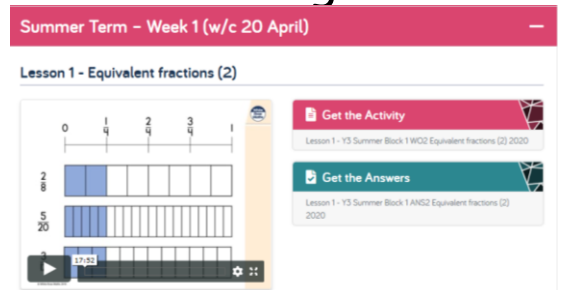 Summer Term – Week 1 (w/c 20 April)
Lesson 1 - Equivalent fractions (2)
0 1/4 2/4 3/4 1
2/8
5/20
17:52
Get the Activity
Lesson 1 - Y3 Summer Block 1 WO2 Equivalent fractions (2) 2020
Get the Answers
Lesson 1 - Y3 Summer Block 1 ANS2 Equivalent fractions (2)
2020